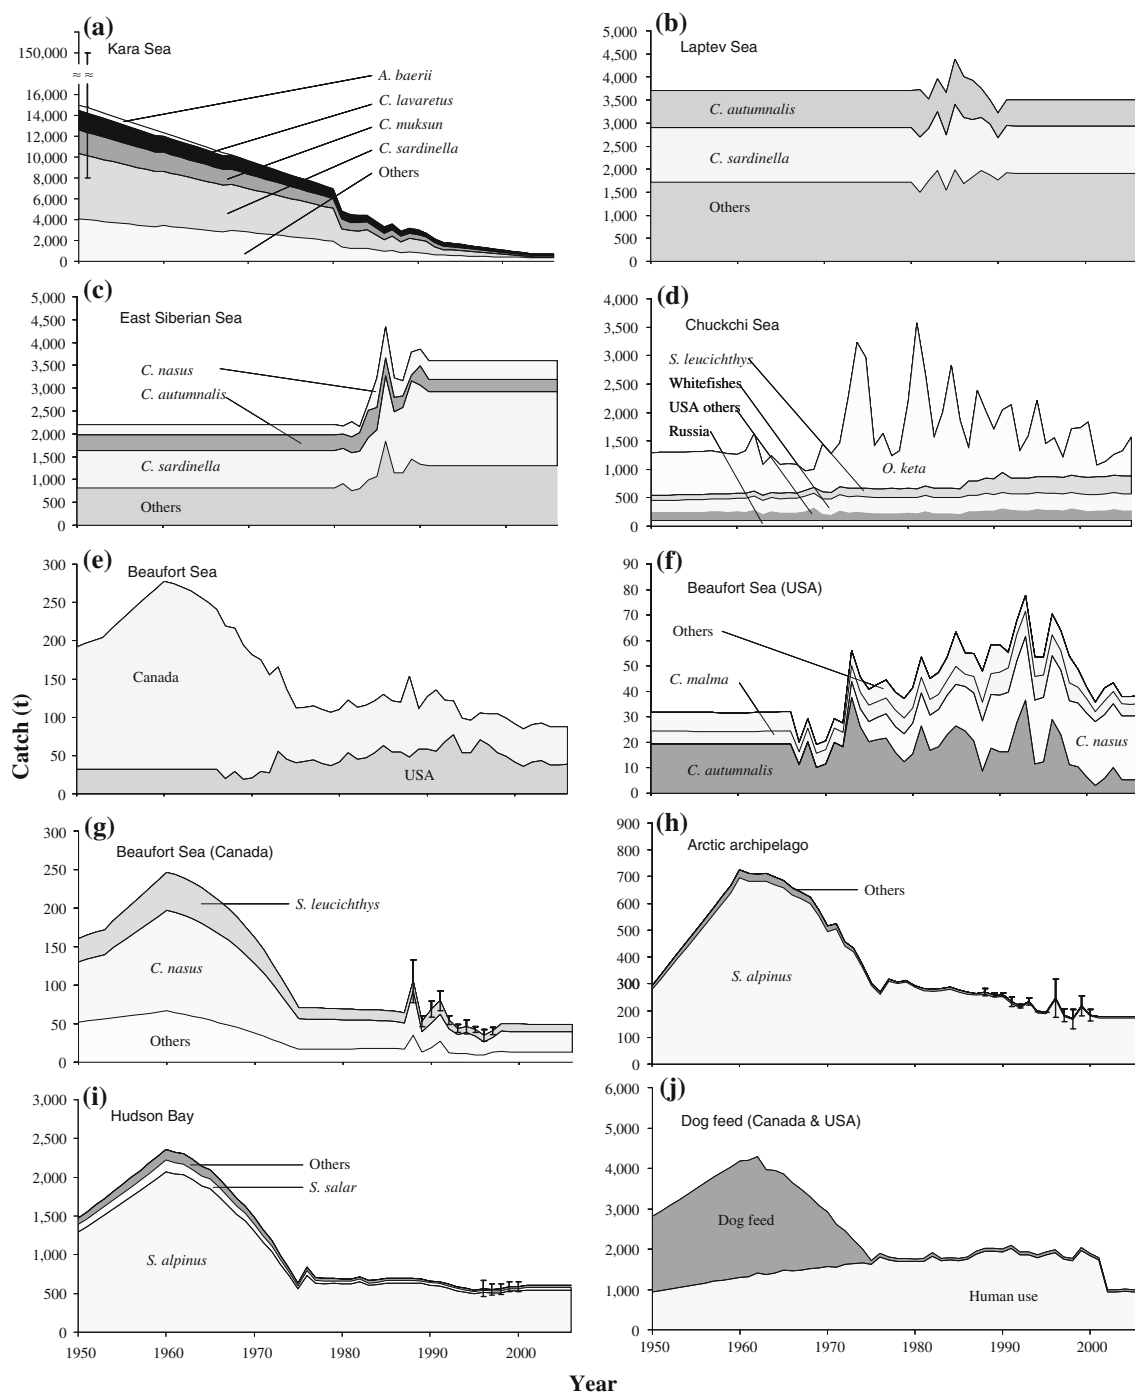 (a)
Kara Sea
150,000
≈ ≈
16,000
14,000
12,000
10,000
8,000
6,000
4,000
2,000
0
A. baerii
C. lavaretus
C. muksun
C. sardinella
Others
(b)
Laptev Sea
5,000
4,500
4,000
3,500
3,000
2,500
2,000
1,500
1,000
500
0
C. autumnalis
C. sardinella
Others
(c)
East Siberian Sea
5,000
4,500
4,000
3,500
3,000
2,500
2,000
1,500
1,000
500
0
C. nasus
C. autumnalis
C. sardinella
Others
(d)
Chuckchi Sea
4,000
3,500
3,000
2,500
2,000
1,500
1,000
500
0
S. leucichthys
Whitefishes
USA others
Russia
O. keta
(e)
Beaufort Sea
300
250
200
150
100
50
0
Canada
USA
(f)
Beaufort Sea (USA)
90
80
70
60
50
40
30
20
10
0
Others
C. malma
C. nasus
C. autumnalis
Catch (t)
(g)
Beaufort Sea (Canada)
300
250
200
150
100
50
0
S. leucichthys
C. nasus
Others
(h)
Arctic archipelago
900
800
700
600
500
400
300
200
100
0
Others
S. alpinus
(i)
Hudson Bay
3,000
2,500
2,000
1,500
1,000
500
0
Others
S. salar
S. alpinus
1950 1960 1970 1980 1990 2000
(j)
Dog feed (Canada & USA)
6,000
5,000
4,000
3,000
2,000
1,000
0
Dog feed
Human use
1950 1960 1970 1980 1990 2000
Year